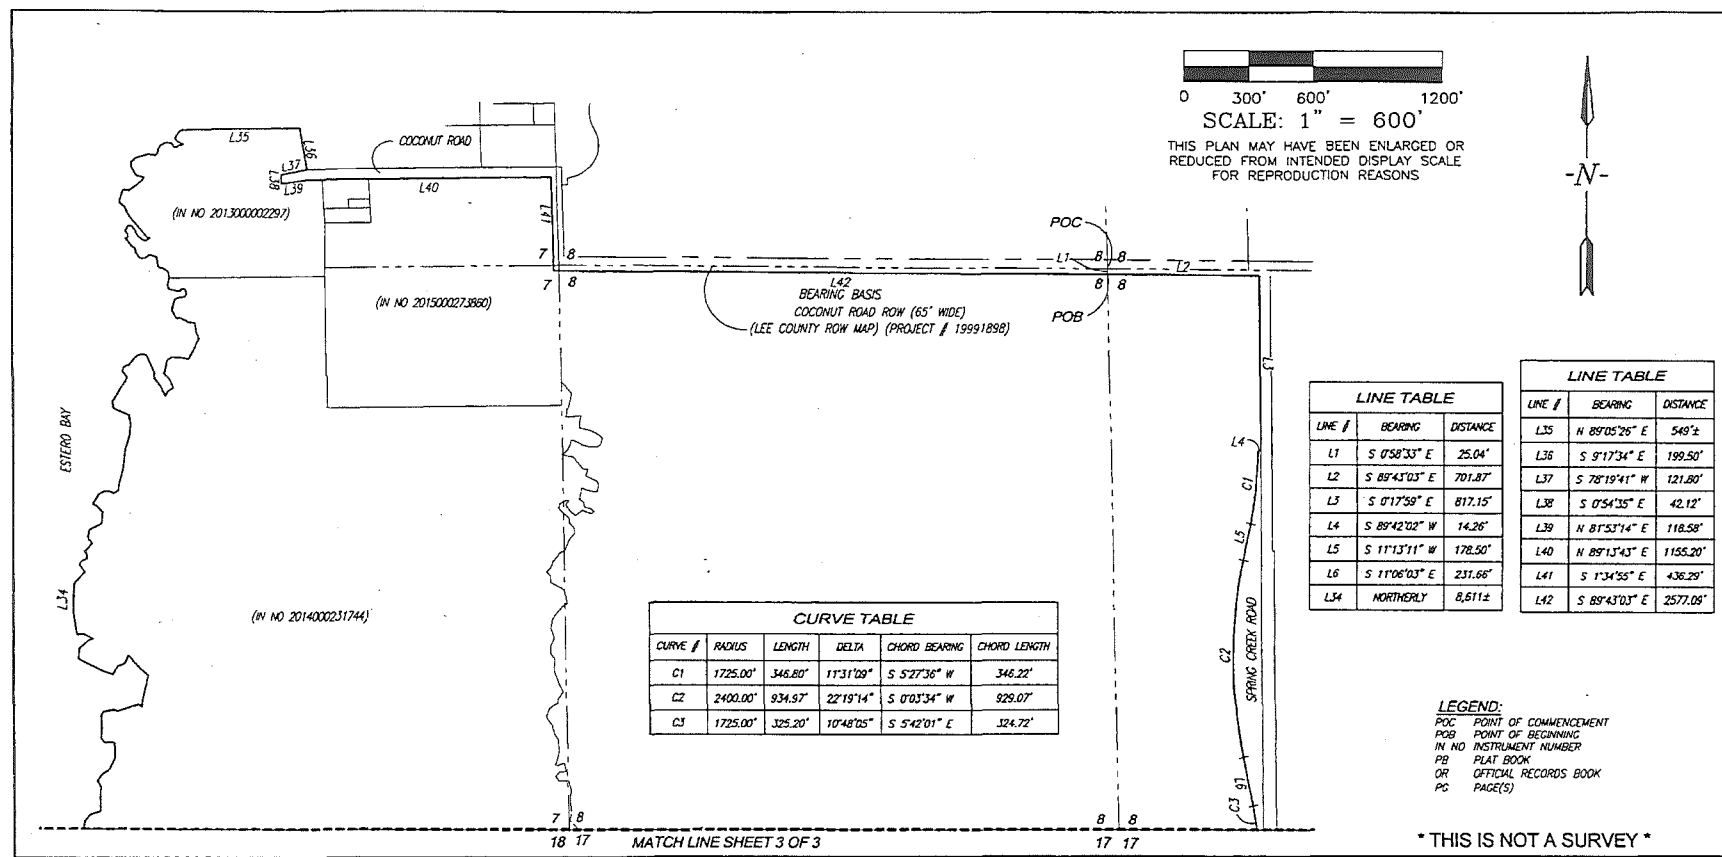 0 300' 600' 1200'
SCALE: 1" = 600'
THIS PLAN MAY HAVE BEEN ENLARGED OR
REDUCED FROM INTENDED DISPLAY SCALE
FOR REPRODUCTION REASONS
-N-
L35
L36
COCONUT ROAD
L37
L38
L39
L40
L41
(IN NO 2013000002297)
POC
7 8
L1
8 8
L2
7 8
L42
8 8
BEARING BASIS
COCONUT ROAD ROW (65' WIDE)
(LEE COUNTY ROW MAP) (PROJECT # 19991898)
POB
(IN NO 2015000273860)
L3
ESTERO BAY
L4
C1
L5
L34
(IN NO 2014000231744)
C2
SPRING CREEK ROAD
L6
C3
LINE TABLE
LINE # BEARING DISTANCE
L1 S 0°58'33" E 25.04'
L2 S 89°43'03" E 701.87'
L3 S 0°17'59" E 817.15'
L4 S 89°42'02" W 14.26'
L5 S 11°13'11" W 178.50'
L6 S 11°06'03" E 231.66'
L34 NORTHERLY 8,611±
LINE TABLE
LINE # BEARING DISTANCE
L35 N 89°05'26" E 549'±
L36 S 9°17'34" E 199.50'
L37 S 78°19'41" W 121.80'
L38 S 0°54'35" E 42.12'
L39 N 81°53'14" E 118.58'
L40 N 89°13'43" E 1155.20'
L41 S 1°34'55" E 436.29'
L42 S 89°43'03" E 2577.09'
CURVE TABLE
CURVE # RADIUS LENGTH DELTA CHORD BEARING CHORD LENGTH
C1 1725.00' 346.80' 11°31'09" S 5°27'36" W 346.22'
C2 2400.00' 934.97' 22°19'14" S 0°03'34" W 929.07'
C3 1725.00' 325.20' 10°48'05" S 5°42'01" E 324.72'
LEGEND:
POC POINT OF COMMENCEMENT
POB POINT OF BEGINNING
IN NO INSTRUMENT NUMBER
PB PLAT BOOK
OR OFFICIAL RECORDS BOOK
PG PAGE(S)
7 8
8 8
18 17
MATCH LINE SHEET 3 OF 3
17 17
* THIS IS NOT A SURVEY *